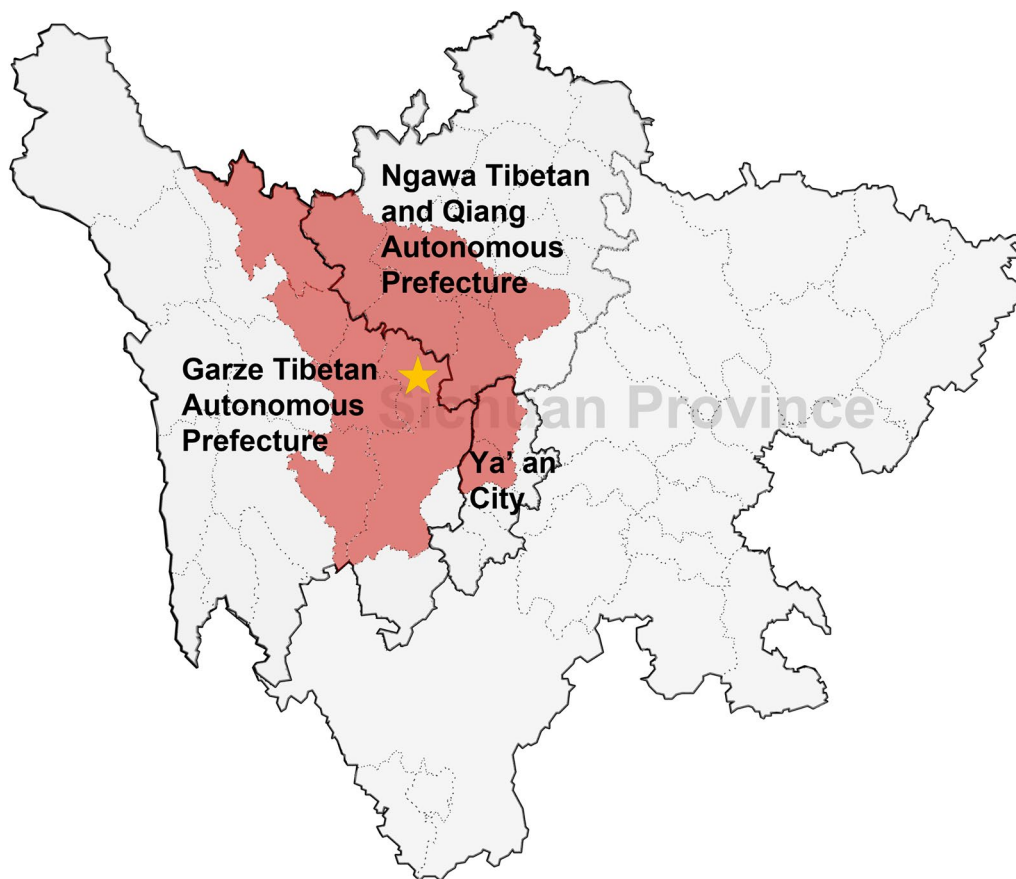 Ngawa Tibetan
and Qiang
Autonomous
Prefecture
Garze Tibetan
Autonomous
Prefecture
Sichuan Province
Ya’ an
City